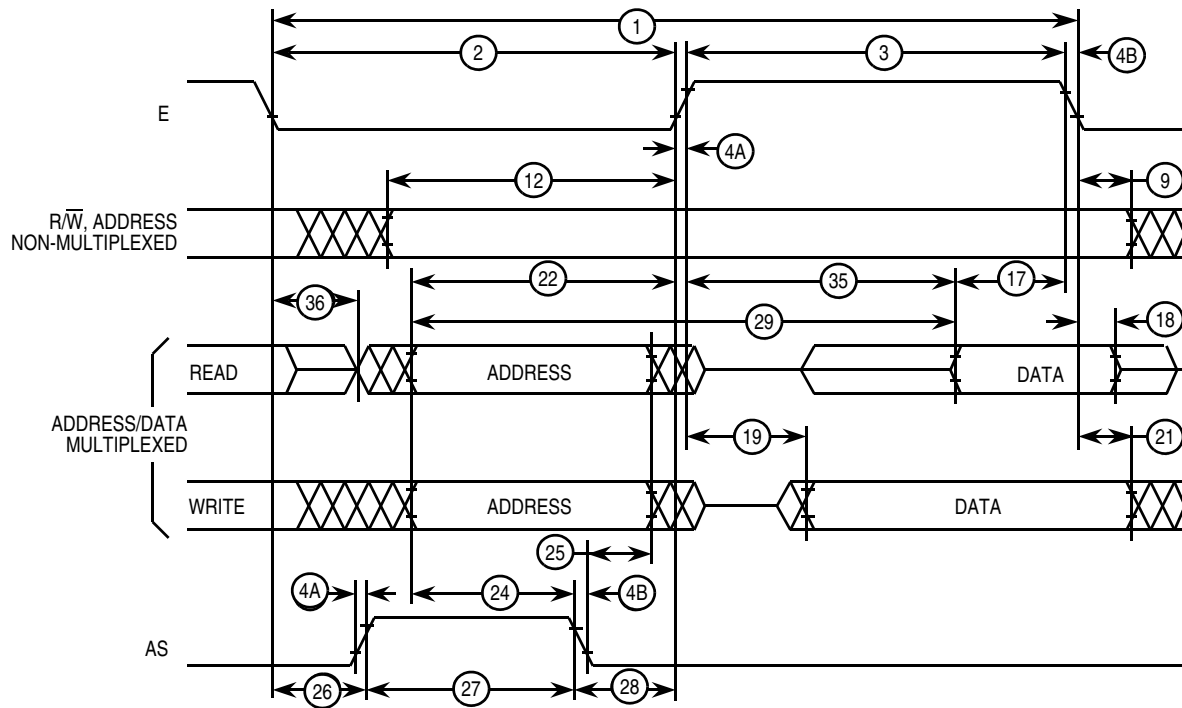 1
2
3
4B
E
4A
12
9
R/W̅, ADDRESS
NON-MULTIPLEXED
22
35
17
36
29
18
READ
ADDRESS
DATA
ADDRESS/DATA
MULTIPLEXED
19
21
WRITE
ADDRESS
DATA
25
4A
24
4B
AS
26
27
28